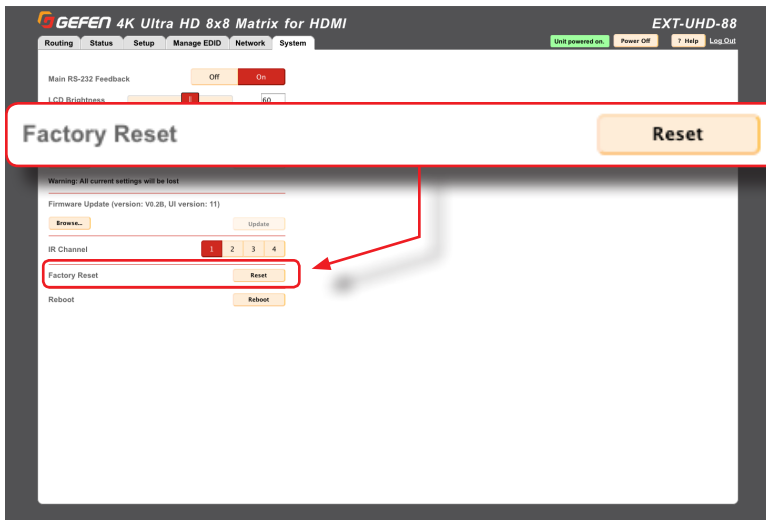 GEFEN 4K Ultra HD 8x8 Matrix for HDMI EXT-UHD-88
Routing Status Setup Manage EDID Network System Unit powered on. Power Off ? Help Log Out
Main RS-232 Feedback Off On
LCD Brightness 60
Factory Reset Reset
Warning: All current settings will be lost
Firmware Update (version: V0.2B, UI version: 11)
Browse... Update
IR Channel 1 2 3 4
Factory Reset Reset
Reboot Reboot